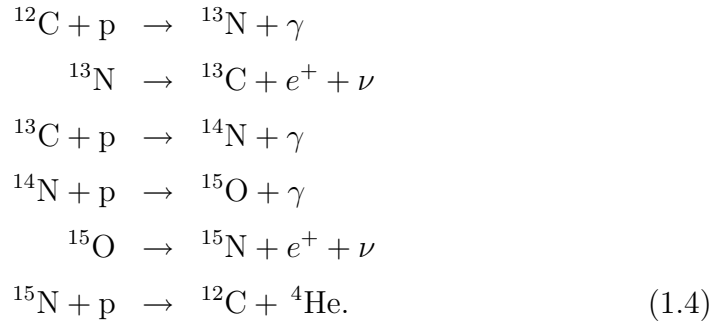 ¹²C + p → ¹³N + γ
¹³N → ¹³C + e⁺ + ν
¹³C + p → ¹⁴N + γ
¹⁴N + p → ¹⁵O + γ
¹⁵O → ¹⁵N + e⁺ + ν
¹⁵N + p → ¹²C + ⁴He. (1.4)